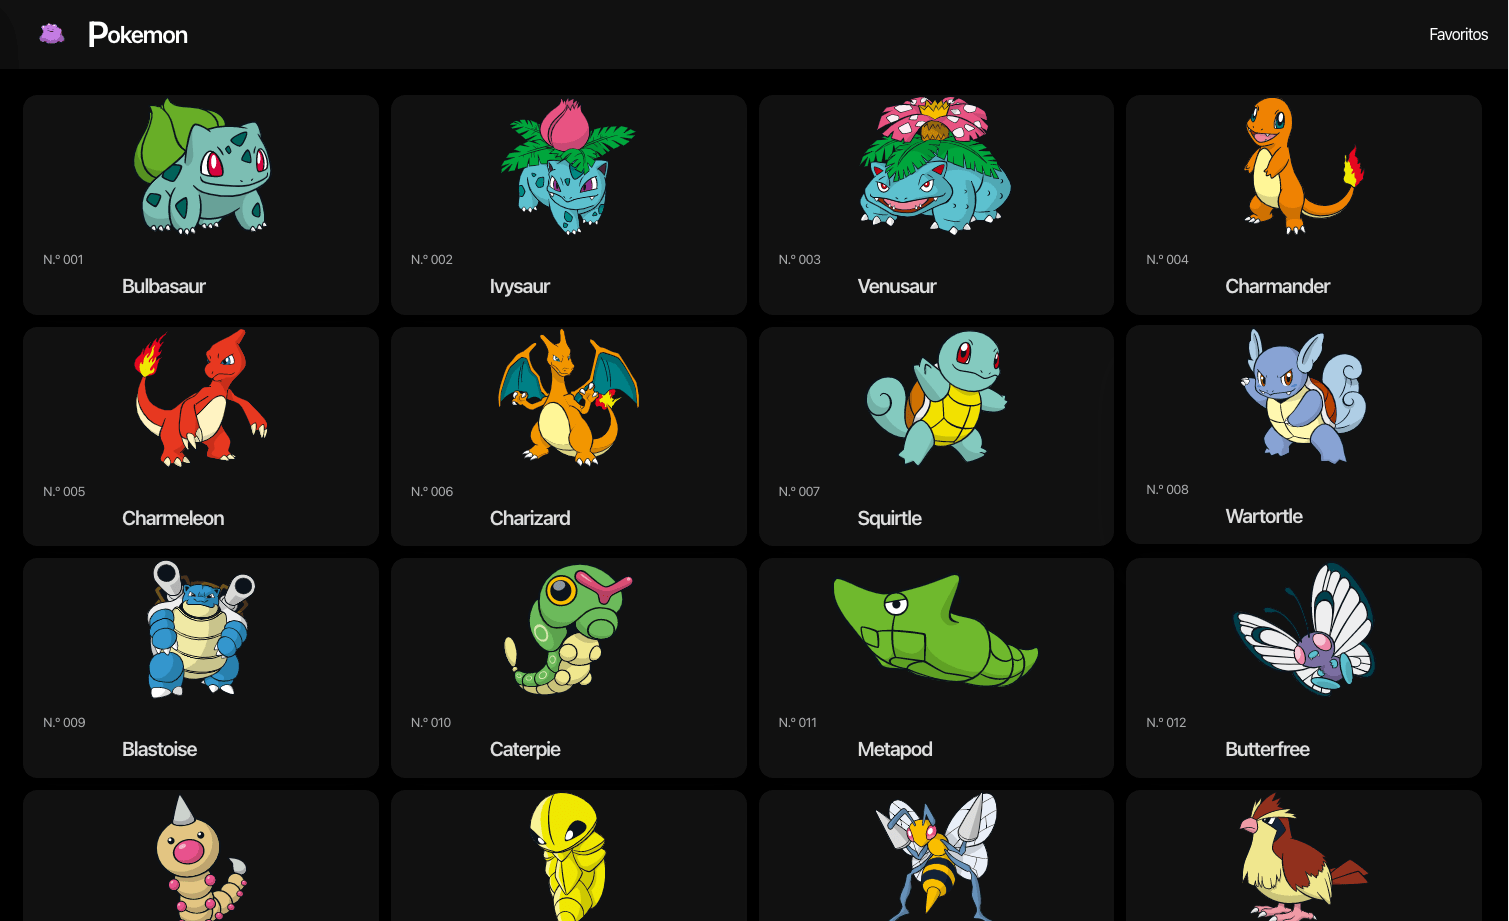 Pokemon
Favoritos
N.º 001
Bulbasaur
N.º 002
Ivysaur
N.º 003
Venusaur
N.º 004
Charmander
N.º 005
Charmeleon
N.º 006
Charizard
N.º 007
Squirtle
N.º 008
Wartortle
N.º 009
Blastoise
N.º 010
Caterpie
N.º 011
Metapod
N.º 012
Butterfree